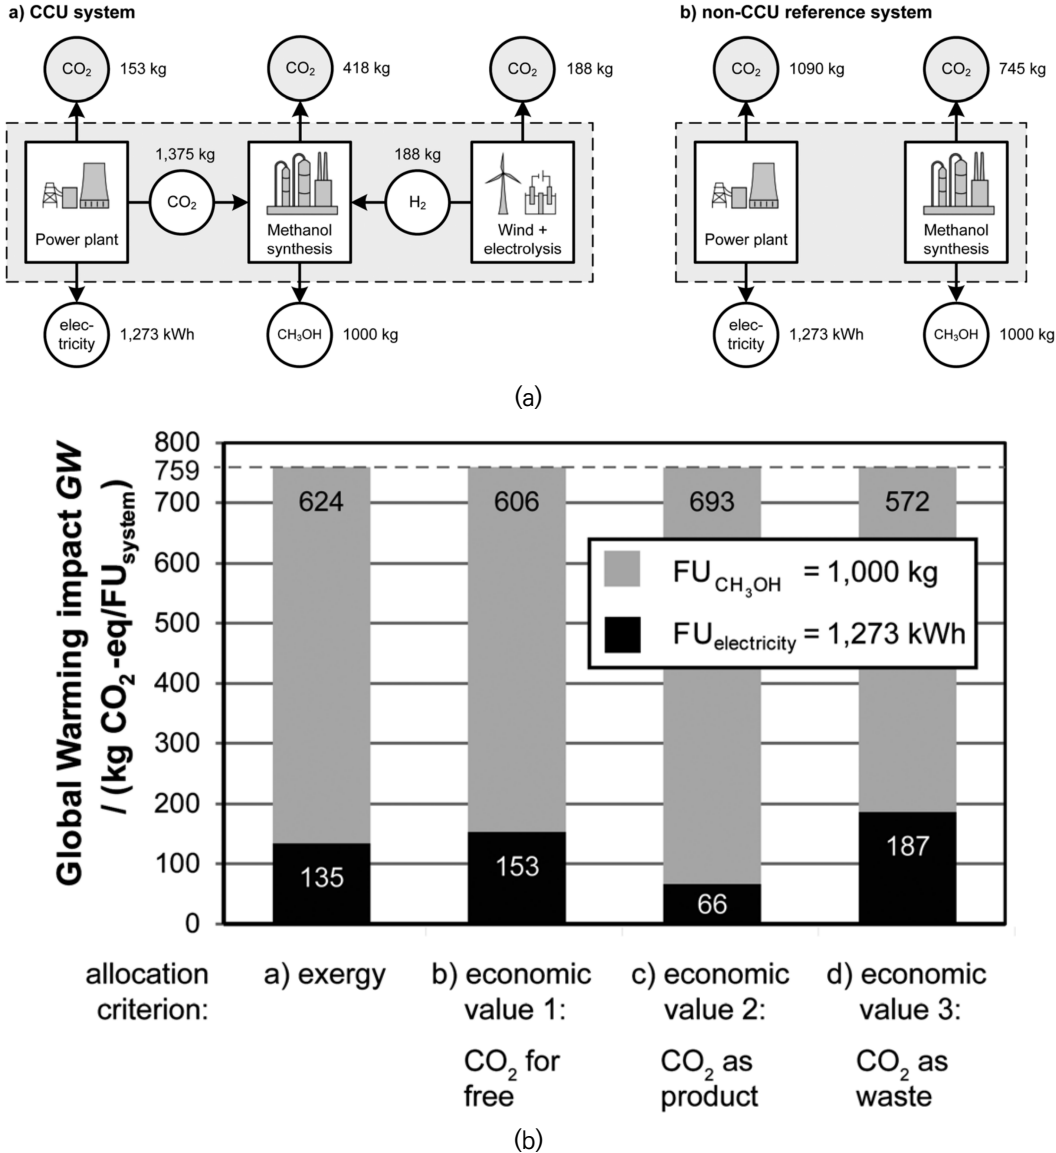 a) CCU system
b) non-CCU reference system
CO2
153 kg
CO2
418 kg
CO2
188 kg
CO2
1090 kg
CO2
745 kg
1,375 kg
188 kg
CO2
H2
Power plant
Methanol
synthesis
Wind +
electrolysis
Power plant
Methanol
synthesis
elec-
tricity
1,273 kWh
CH3OH
1000 kg
elec-
tricity
1,273 kWh
CH3OH
1000 kg
(a)
Global Warming impact GW
/ (kg CO2 -eq/FUsystem)
800
759
700
600
500
400
300
200
100
0
624
606
693
572
FUCH3OH = 1,000 kg
FUelectricity = 1,273 kWh
135
153
66
187
allocation
criterion:
a) exergy
b) economic
value 1:
CO2 for
free
c) economic
value 2:
CO2 as
product
d) economic
value 3:
CO2 as
waste
(b)